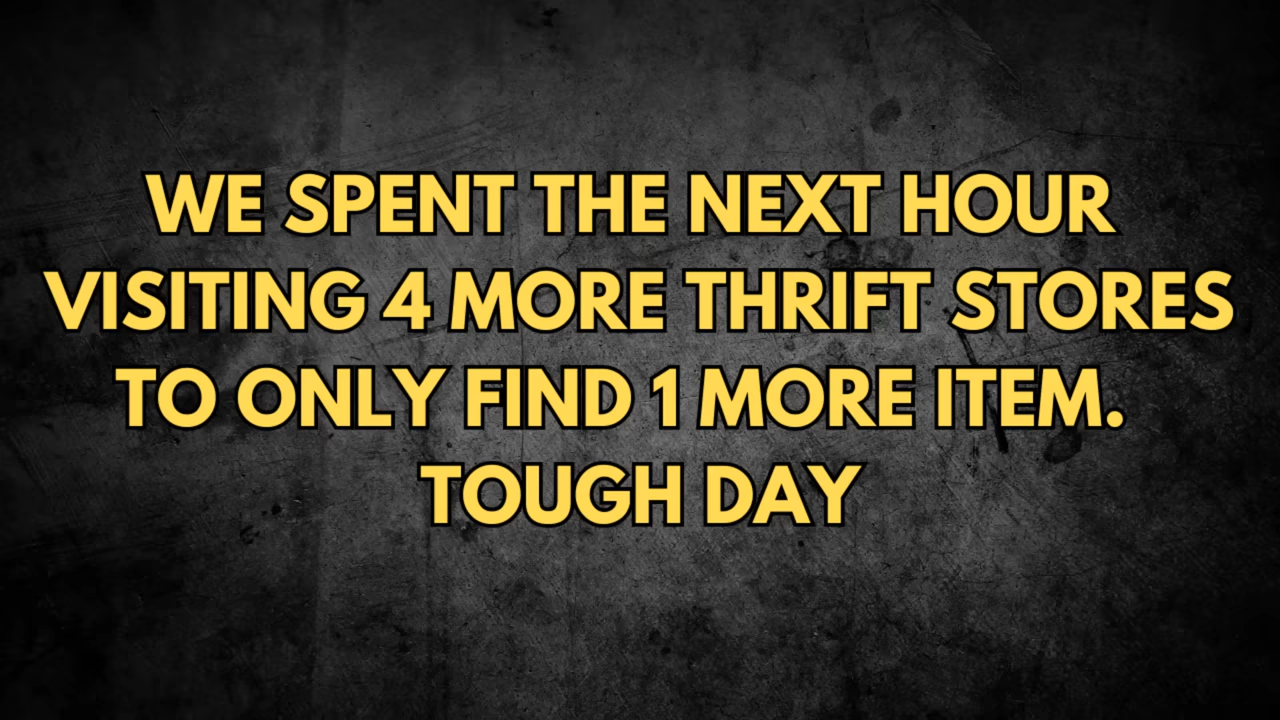 WE SPENT THE NEXT HOUR
VISITING 4 MORE THRIFT STORES
TO ONLY FIND 1 MORE ITEM.
TOUGH DAY